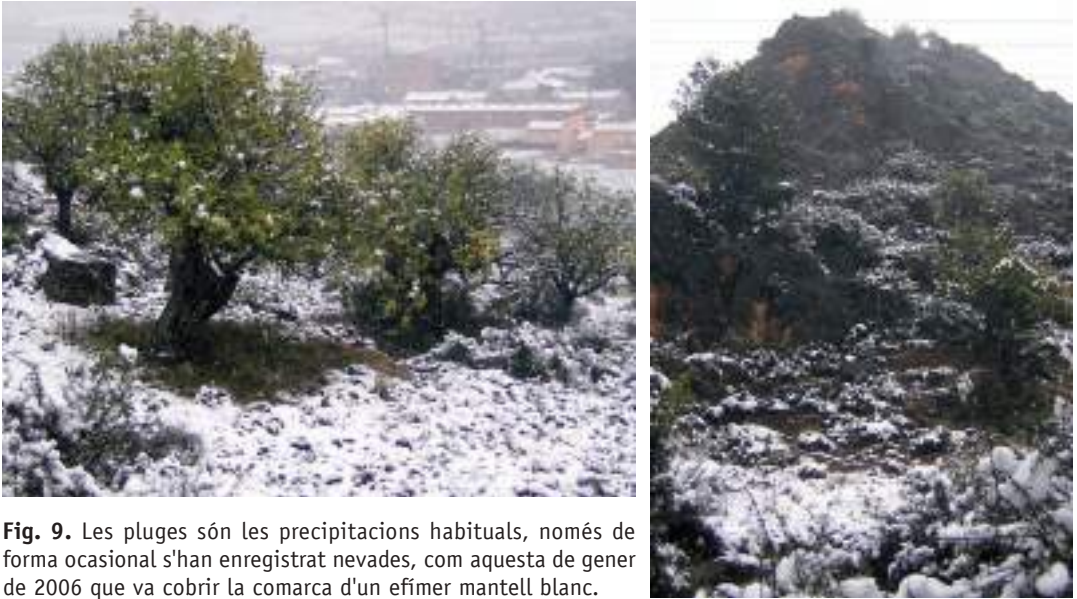 Fig. 9. Les pluges són les precipitacions habituals, només de
forma ocasional s'han enregistrat nevades, com aquesta de gener
de 2006 que va cobrir la comarca d'un efímer mantell blanc.